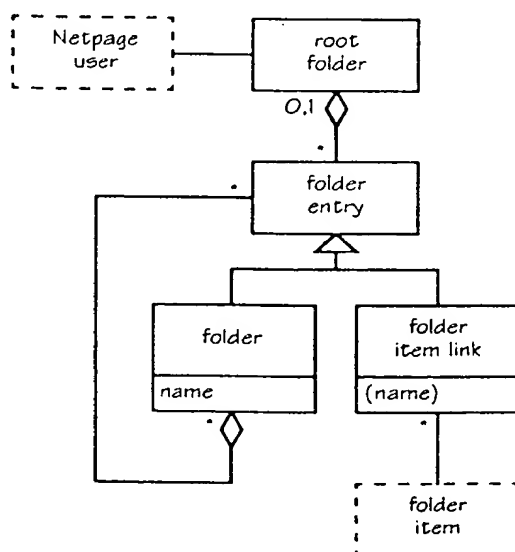 Netpage
user
root
folder
0,1
*
*
folder
entry
folder
name
*
folder
item link
(name)
*
folder
item